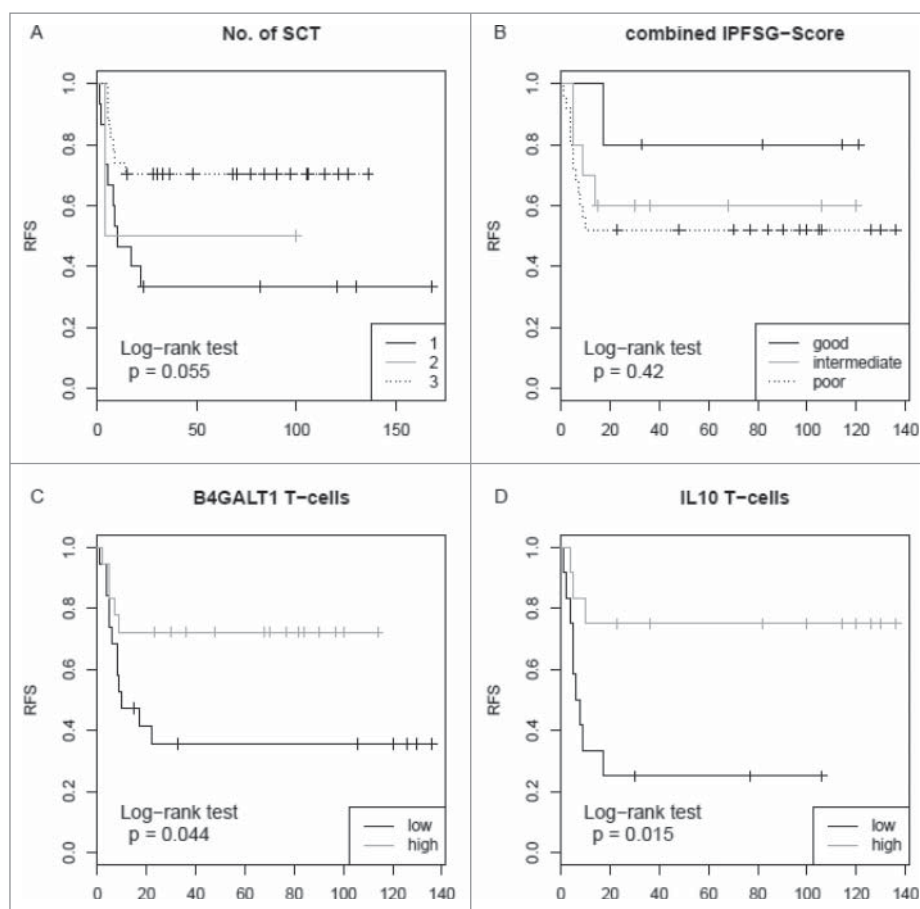 A
No. of SCT
RFS
1.0
0.8
0.6
0.4
0.2
0.0
0
50
100
150
Log−rank test
p = 0.055
1
2
3
B
combined IPFSG−Score
RFS
1.0
0.8
0.6
0.4
0.2
0.0
0
20
40
60
80
100
120
140
Log−rank test
p = 0.42
good
intermediate
poor
C
B4GALT1 T−cells
RFS
1.0
0.8
0.6
0.4
0.2
0.0
0
20
40
60
80
100
120
140
Log−rank test
p = 0.044
low
high
D
IL10 T−cells
RFS
1.0
0.8
0.6
0.4
0.2
0.0
0
20
40
60
80
100
120
140
Log−rank test
p = 0.015
low
high